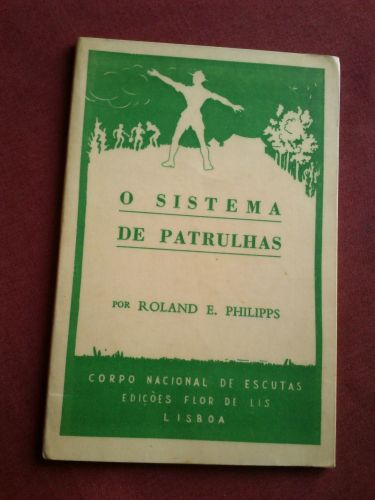 O SISTEMA
DE PATRULHAS
POR ROLAND E. PHILIPPS
CORPO NACIONAL DE ESCUTAS
EDIÇÕES FLOR DE LIS
LISBOA